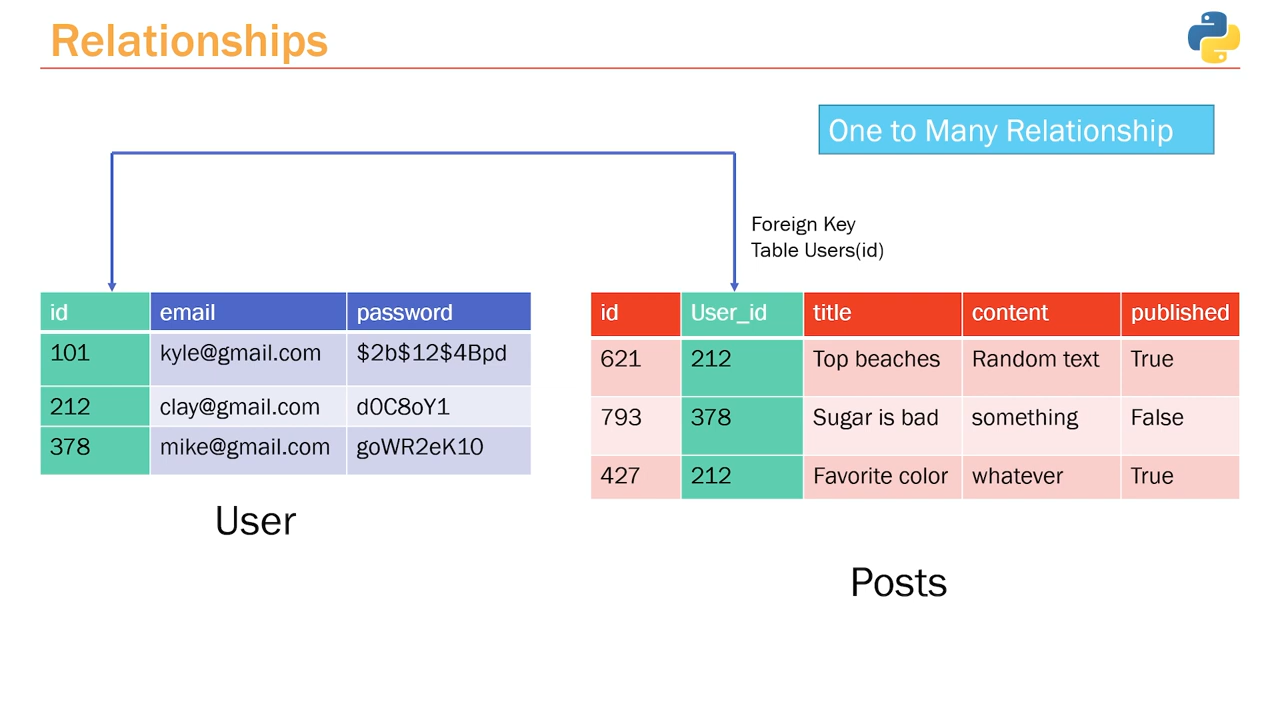 Relationships
One to Many Relationship
Foreign Key
Table Users(id)
id email password
101 kyle@gmail.com $2b$12$4Bpd
212 clay@gmail.com d0C8oY1
378 mike@gmail.com goWR2eK10
User
id User_id title content published
621 212 Top beaches Random text True
793 378 Sugar is bad something False
427 212 Favorite color whatever True
Posts